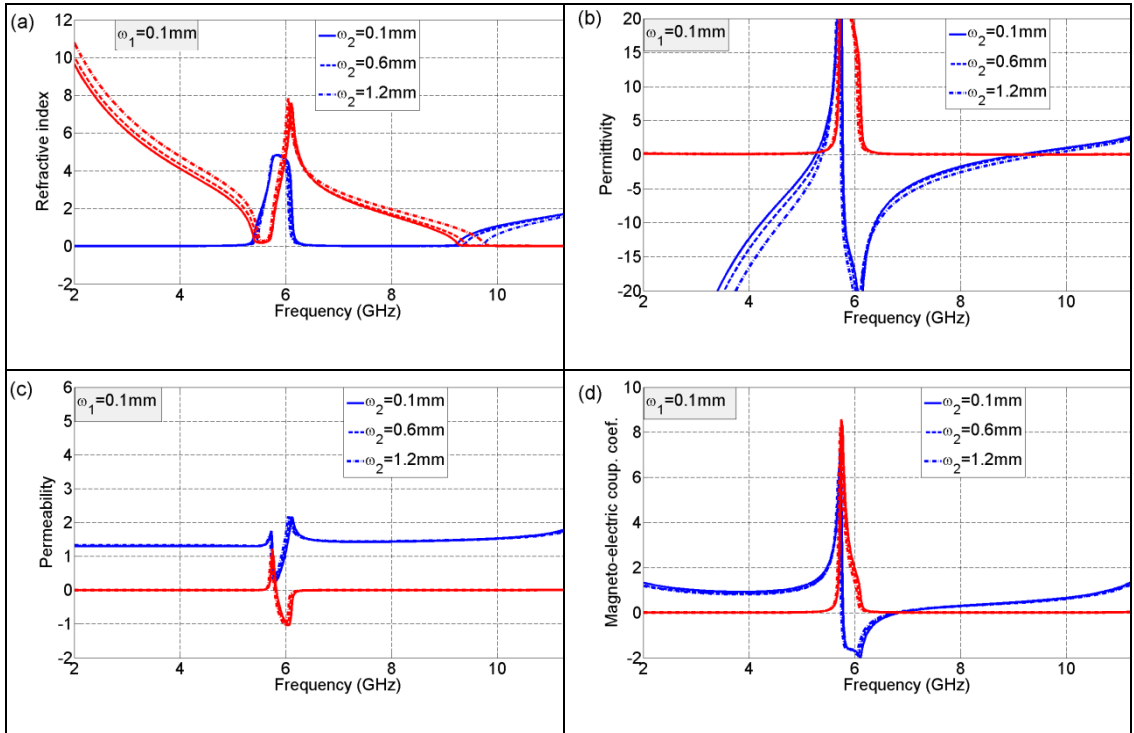 (a)
ω1=0.1mm
ω2=0.1mm
ω2=0.6mm
ω2=1.2mm
12
10
8
6
4
2
0
-2
Refractive index
2 4 6 8 10
Frequency (GHz)
(b)
ω1=0.1mm
ω2=0.1mm
ω2=0.6mm
ω2=1.2mm
20
15
10
5
0
-5
-10
-15
-20
Permittivity
2 4 6 8 10
Frequency (GHz)
(c)
ω1=0.1mm
ω2=0.1mm
ω2=0.6mm
ω2=1.2mm
6
5
4
3
2
1
0
-1
-2
Permeability
2 4 6 8 10
Frequency (GHz)
(d)
ω1=0.1mm
ω2=0.1mm
ω2=0.6mm
ω2=1.2mm
10
8
6
4
2
0
-2
Magneto-electric coup. coef.
2 4 6 8 10
Frequency (GHz)